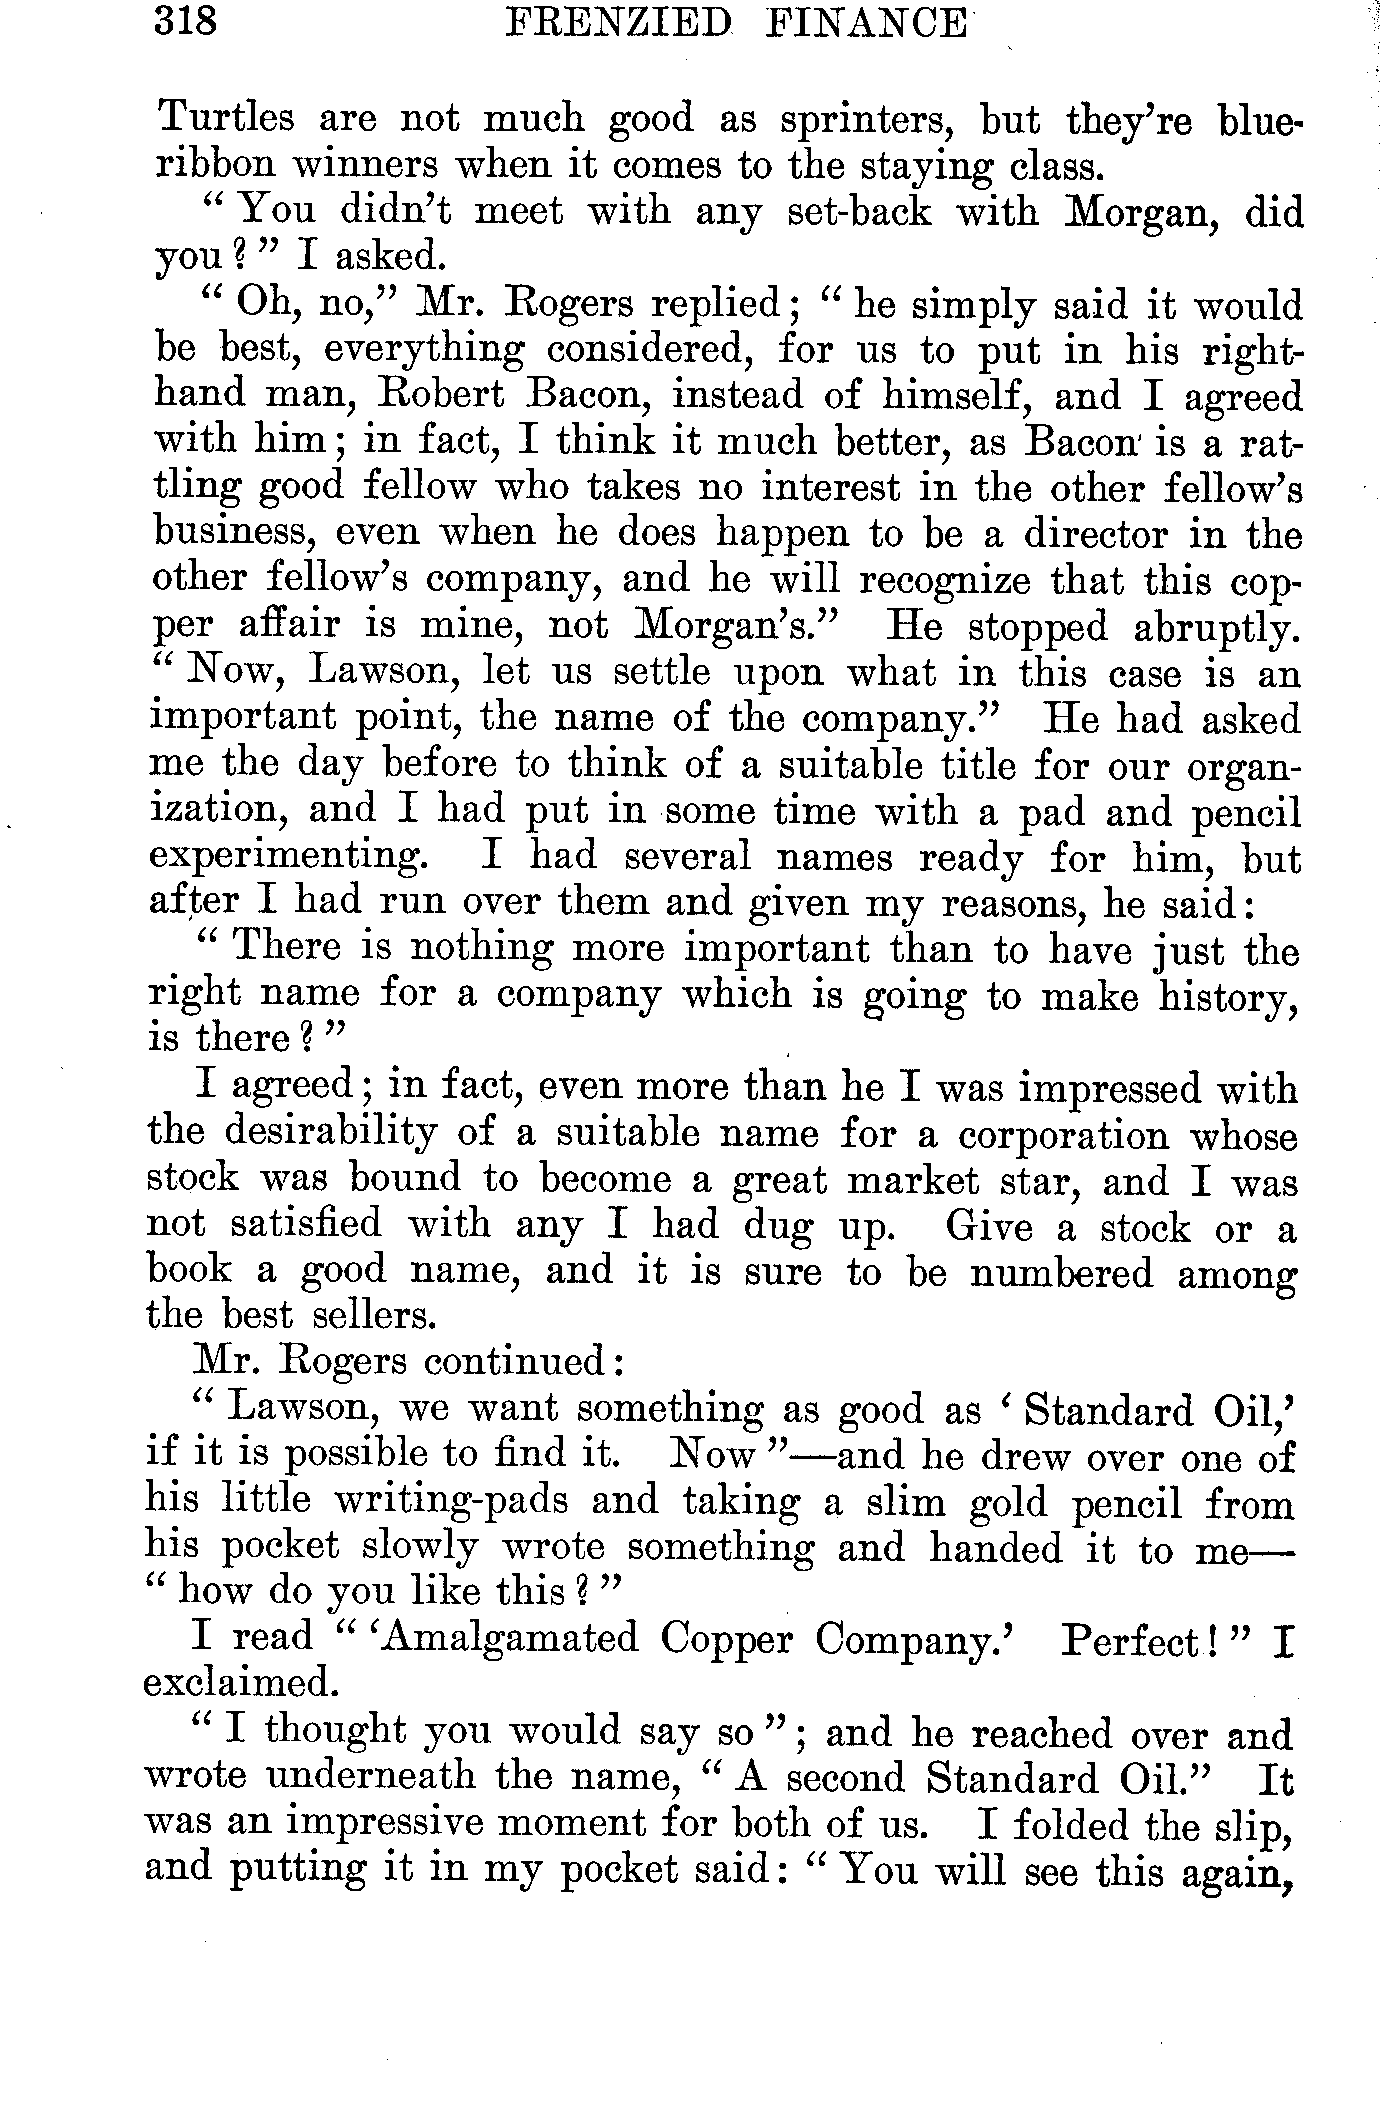 318 FRENZIED FINANCE
Turtles are not much good as sprinters, but they're blue-
ribbon winners when it comes to the staying class.
" You didn't meet with any set-back with Morgan, did
you ? " I asked.
" Oh, no," Mr. Rogers replied ; " he simply said it would
be best, everything considered, for us to put in his right-
hand man, Robert Bacon, instead of himself, and I agreed
with him ; in fact, I think it much better, as Bacon is a rat-
tling good fellow who takes no interest in the other fellow's
business, even when he does happen to be a director in the
other fellow's company, and he will recognize that this cop-
per affair is mine, not Morgan's." He stopped abruptly.
" Now, Lawson, let us settle upon what in this case is an
important point, the name of the company." He had asked
me the day before to think of a suitable title for our organ-
ization, and I had put in some time with a pad and pencil
experimenting. I had several names ready for him, but
after I had run over them and given my reasons, he said :
" There is nothing more important than to have just the
right name for a company which is going to make history,
is there ? "
I agreed ; in fact, even more than he I was impressed with
the desirability of a suitable name for a corporation whose
stock was bound to become a great market star, and I was
not satisfied with any I had dug up. Give a stock or a
book a good name, and it is sure to be numbered among
the best sellers.
Mr. Rogers continued :
" Lawson, we want something as good as ' Standard Oil,'
if it is possible to find it. Now "—and he drew over one of
his little writing-pads and taking a slim gold pencil from
his pocket slowly wrote something and handed it to me—
" how do you like this ? "
I read " 'Amalgamated Copper Company.' Perfect ! " I
exclaimed.
" I thought you would say so " ; and he reached over and
wrote underneath the name, " A second Standard Oil." It
was an impressive moment for both of us. I folded the slip,
and putting it in my pocket said : " You will see this again,